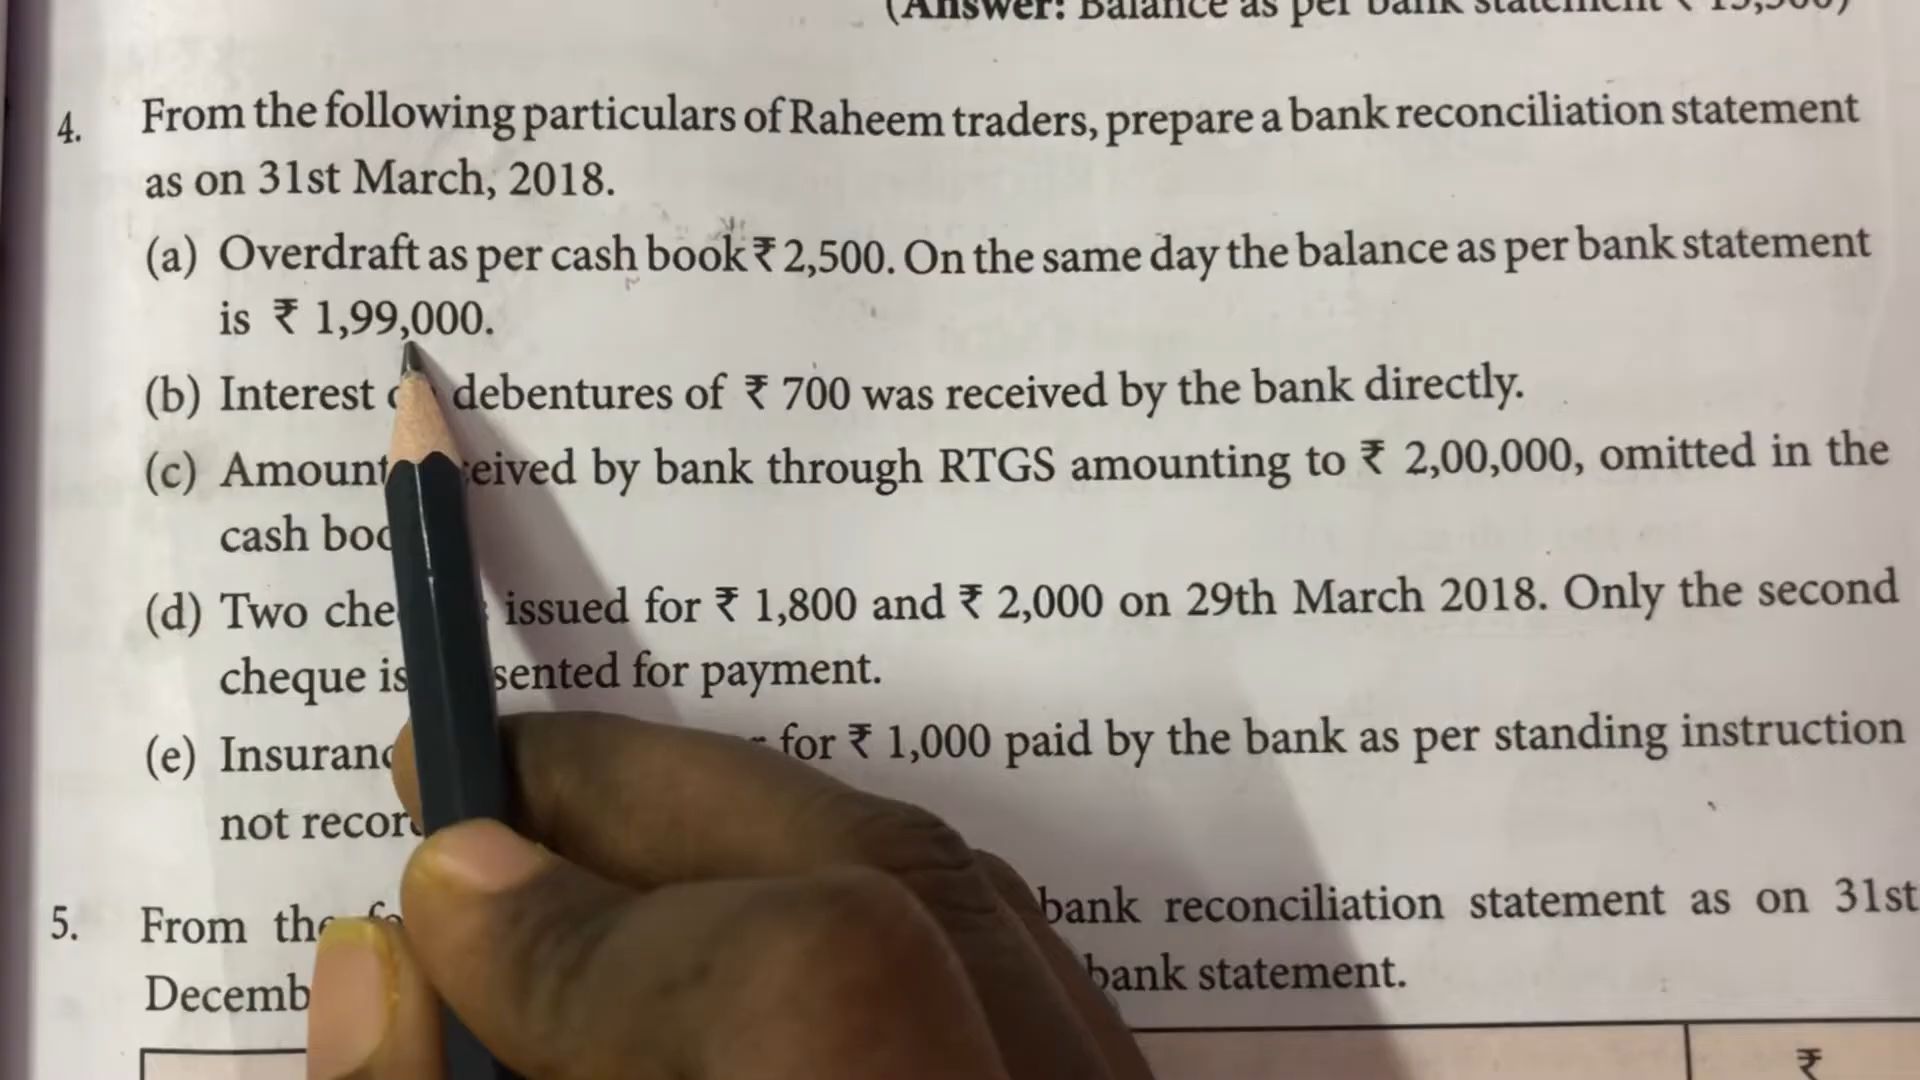 (Answer: Balance as per bank statement ₹
4. From the following particulars of Raheem traders, prepare a bank reconciliation statement
as on 31st March, 2018.
(a) Overdraft as per cash book ₹ 2,500. On the same day the balance as per bank statement
is ₹ 1,99,000.
(b) Interest debentures of ₹ 700 was received by the bank directly.
(c) Amount eived by bank through RTGS amounting to ₹ 2,00,000, omitted in the
cash boo
(d) Two che issued for ₹ 1,800 and ₹ 2,000 on 29th March 2018. Only the second
cheque is sented for payment.
(e) Insuranc for ₹ 1,000 paid by the bank as per standing instruction
not recor
5. From the bank reconciliation statement as on 31st
Decemb bank statement.
₹